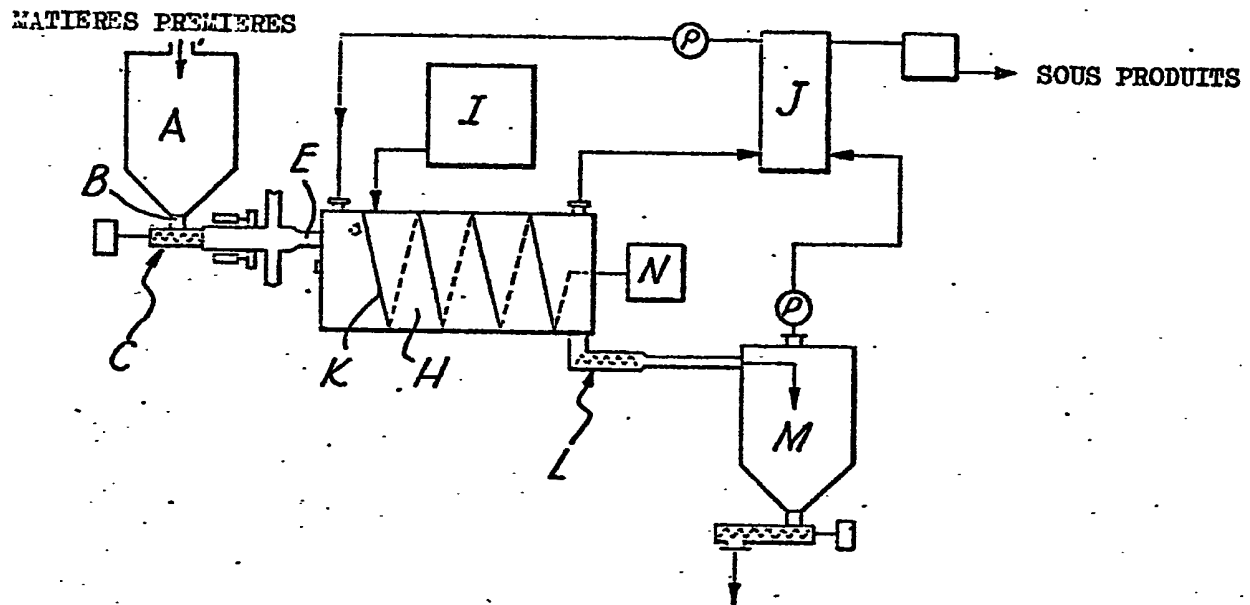 MATIERES PREMIERES
P
I
J
SOUS PRODUITS
A
E
B
N
P
C
K
H
L
M